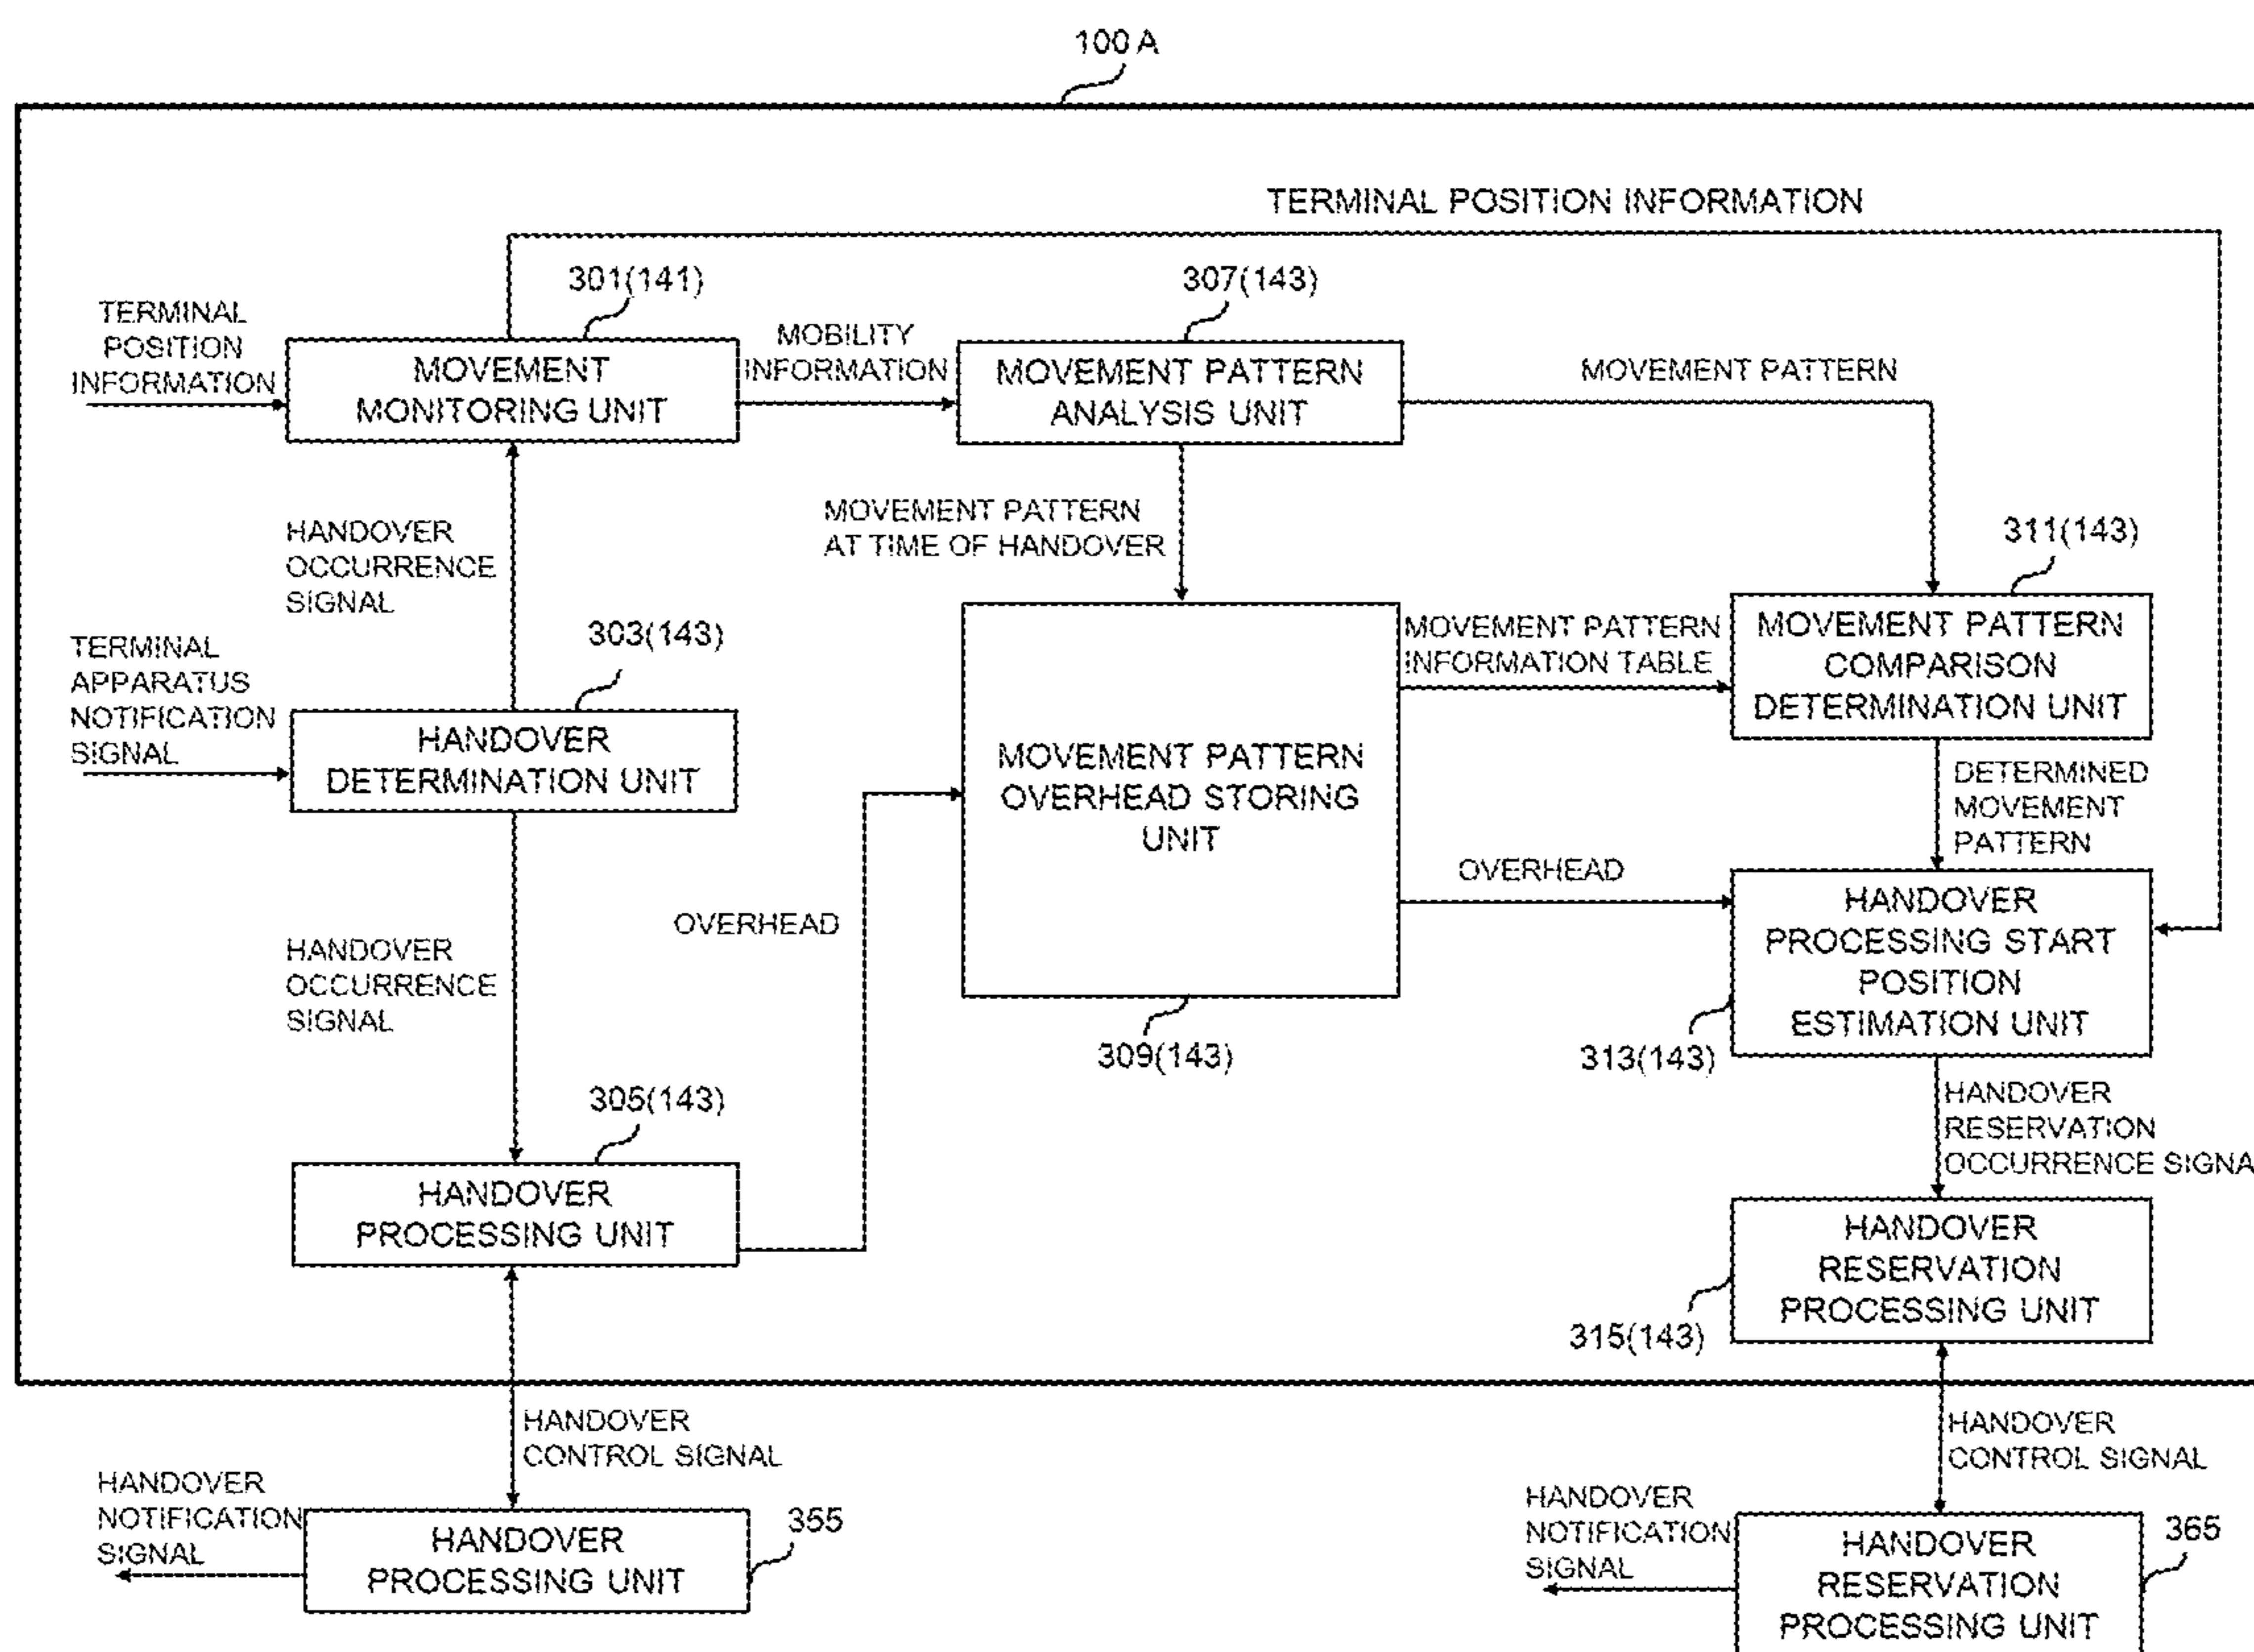 100 A
TERMINAL POSITION INFORMATION
301(141)
307(143)
TERMINAL
POSITION
INFORMATION
MOVEMENT
MONITORING UNIT
MOBILITY
INFORMATION
MOVEMENT PATTERN
ANALYSIS UNIT
MOVEMENT PATTERN
HANDOVER
OCCURRENCE
SIGNAL
MOVEMENT PATTERN
AT TIME OF HANDOVER
311(143)
TERMINAL
APPARATUS
NOTIFICATION
SIGNAL
303(143)
HANDOVER
DETERMINATION UNIT
MOVEMENT PATTERN
OVERHEAD STORING
UNIT
MOVEMENT PATTERN
INFORMATION TABLE
MOVEMENT PATTERN
COMPARISON
DETERMINATION UNIT
DETERMINED
MOVEMENT
PATTERN
HANDOVER
OCCURRENCE
SIGNAL
OVERHEAD
OVERHEAD
HANDOVER
PROCESSING START
POSITION
ESTIMATION UNIT
309(143)
313(143)
305(143)
HANDOVER
PROCESSING UNIT
HANDOVER
RESERVATION
OCCURRENCE SIGNA
HANDOVER
RESERVATION
PROCESSING UNIT
315(143)
HANDOVER
CONTROL SIGNAL
HANDOVER
CONTROL SIGNAL
HANDOVER
NOTIFICATION
SIGNAL
HANDOVER
PROCESSING UNIT
355
HANDOVER
NOTIFICATION
SIGNAL
HANDOVER
RESERVATION
PROCESSING UNIT
365